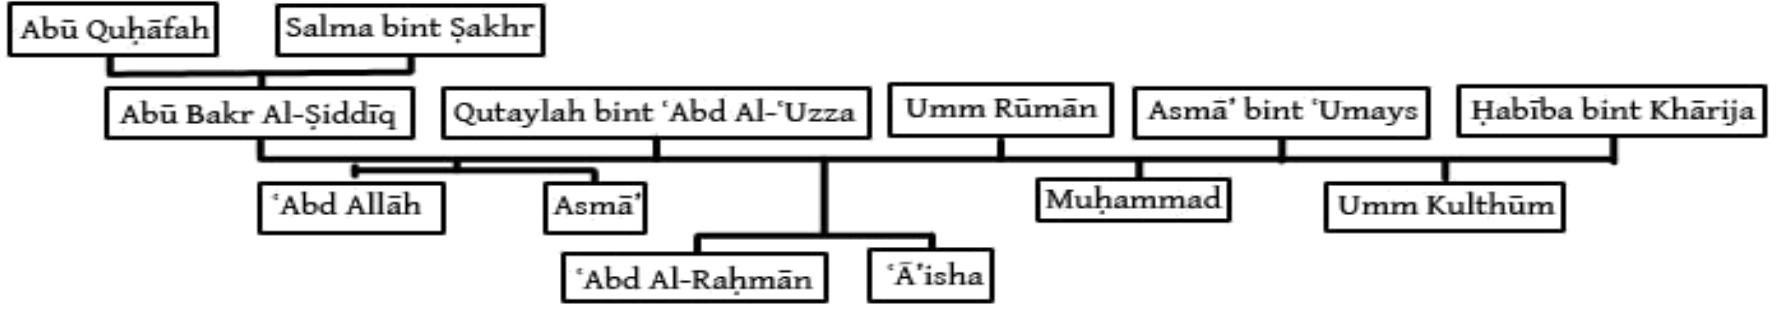 Abū Quḥāfah
Salma bint Ṣakhr
Abū Bakr Al-Ṣiddīq
Qutaylah bint ʿAbd Al-ʿUzza
Umm Rūmān
Asmāʾ bint ʿUmays
Ḥabība bint Khārija
ʿAbd Allāh
Asmāʾ
Muḥammad
Umm Kulthūm
ʿAbd Al-Raḥmān
ʿĀʾisha